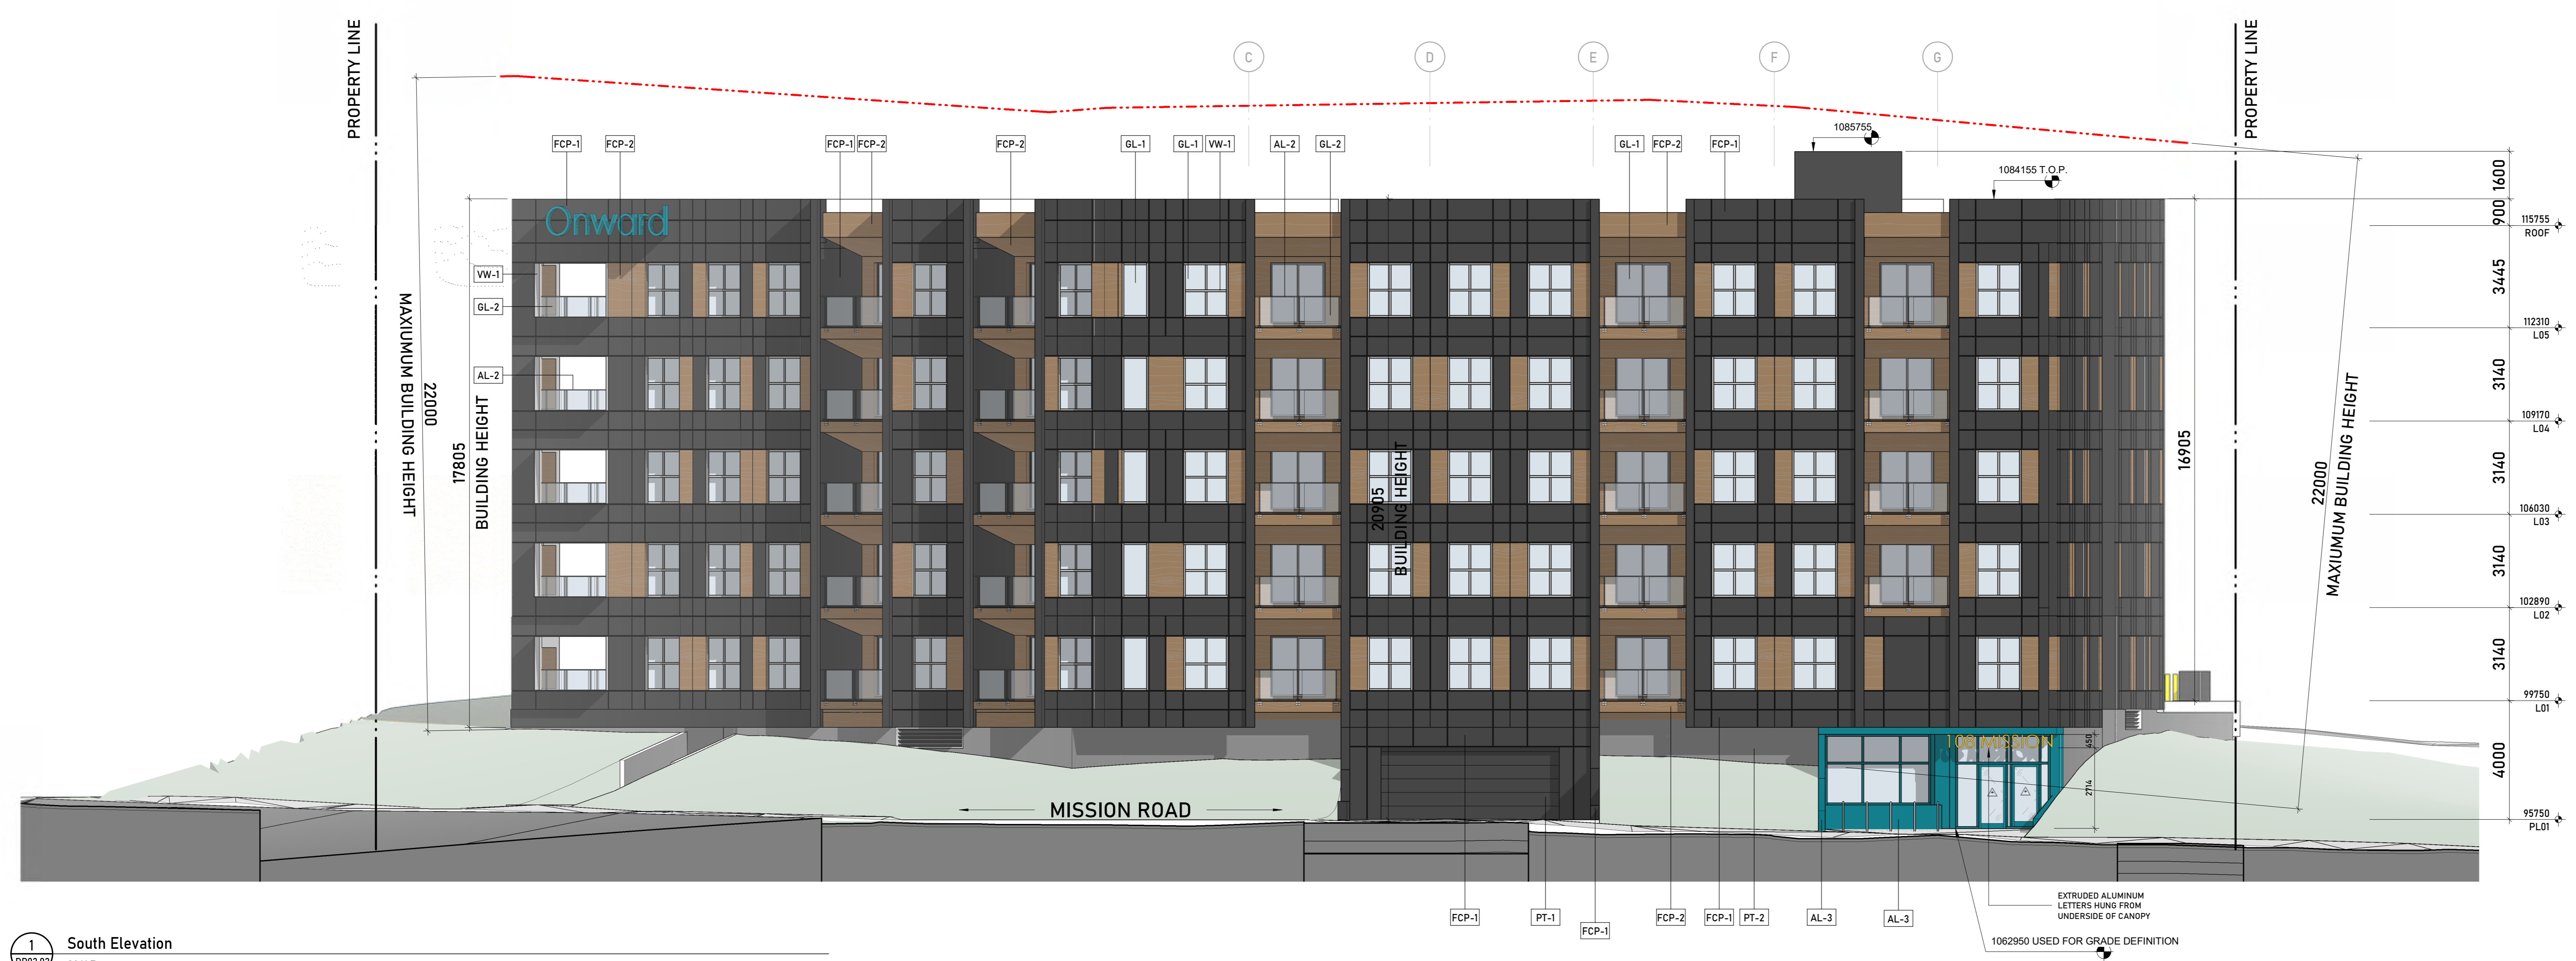 PROPERTY LINE
PROPERTY LINE
C
D
E
F
G
FCP-1
FCP-2
FCP-1
FCP-2
FCP-2
GL-1
GL-1
VW-1
AL-2
GL-2
GL-1
FCP-2
FCP-1
1085755
1084155 T.O.P.
1600
900
115755
ROOF
3445
112310
L05
3140
109170
L04
3140
106030
L03
3140
102890
L02
3140
99750
L01
4000
95750
PL01
Onward
VW-1
GL-2
AL-2
MAXIUMUM BUILDING HEIGHT
22000
17805
BUILDING HEIGHT
20905
BUILDING HEIGHT
16905
22000
MAXIUMUM BUILDING HEIGHT
108 MISSION
450
2714
MISSION ROAD
FCP-1
PT-1
FCP-1
FCP-2
FCP-1
PT-2
AL-3
AL-3
EXTRUDED ALUMINUM
LETTERS HUNG FROM
UNDERSIDE OF CANOPY
1062950 USED FOR GRADE DEFINITION
1
South Elevation